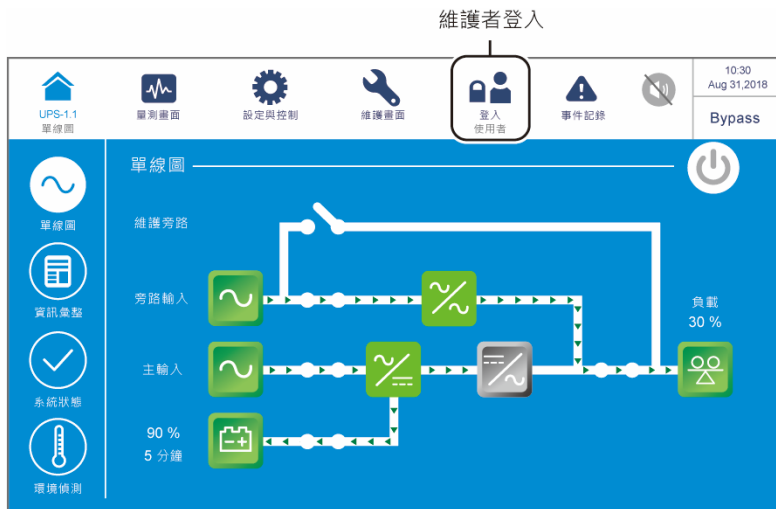 維護者登入
UPS-1.1
單線圖
量測畫面
設定與控制
維護畫面
登入
使用者
事件記錄
10:30
Aug 31,2018
Bypass
單線圖
單線圖
資訊彙整
系統狀態
環境偵測
維護旁路
旁路輸入
主輸入
90 %
5 分鐘
負載
30 %